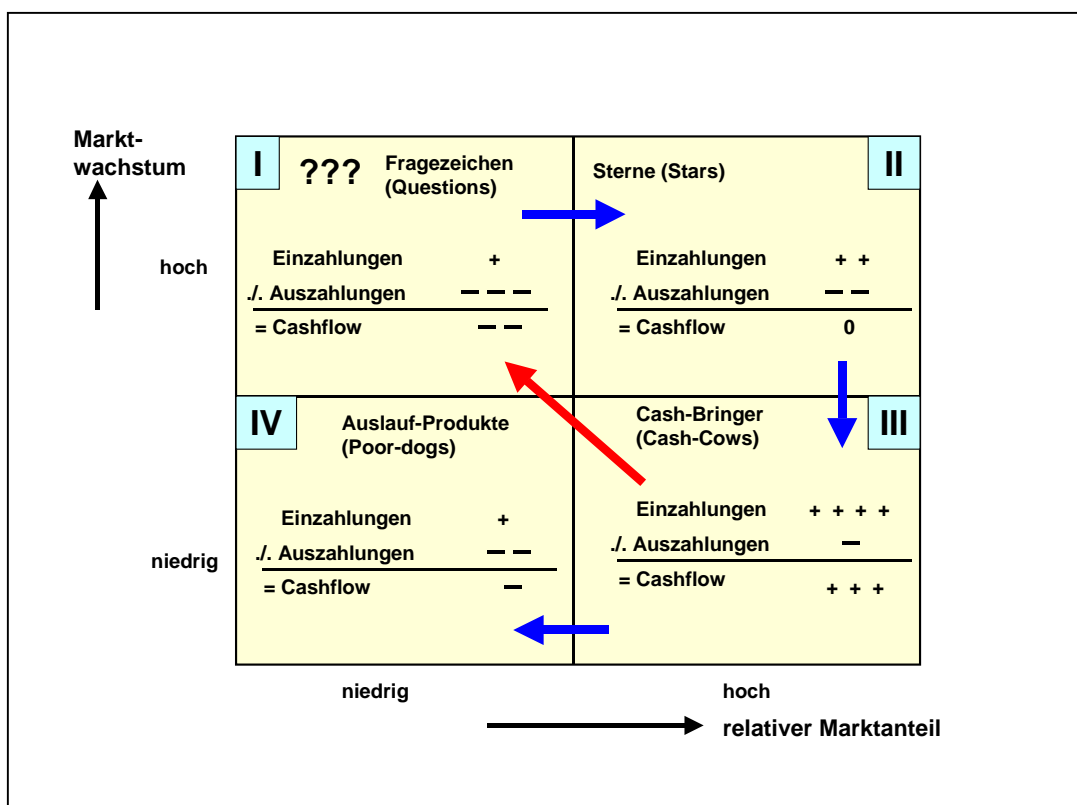 Markt-
wachstum
I
???
Fragezeichen
(Questions)
Sterne (Stars)
II
hoch
Einzahlungen +
./. Auszahlungen — — —
= Cashflow — —
Einzahlungen + +
./. Auszahlungen — —
= Cashflow 0
IV
Auslauf-Produkte
(Poor-dogs)
Cash-Bringer
(Cash-Cows)
III
niedrig
Einzahlungen +
./. Auszahlungen — —
= Cashflow —
Einzahlungen + + + +
./. Auszahlungen —
= Cashflow + + +
niedrig
hoch
relativer Marktanteil